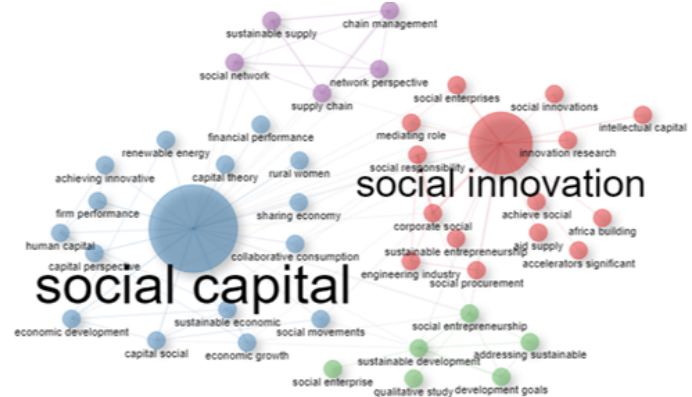 chain management
sustainable supply
social network
network perspective
supply chain
social enterprises
social innovations
intellectual capital
mediating role
financial performance
innovation research
renewable energy
social responsibility
rural women
capital theory
achieving innovative
social innovation
firm performance
sharing economy
achieve social
corporate social
africa building
human capital
aid supply
sustainable entrepreneurship
collaborative consumption
accelerators significant
capital perspective
engineering industry
social procurement
social capital
sustainable economic
social entrepreneurship
economic development
social movements
capital social
economic growth
addressing sustainable
sustainable development
social enterprise
qualitative study
development goals